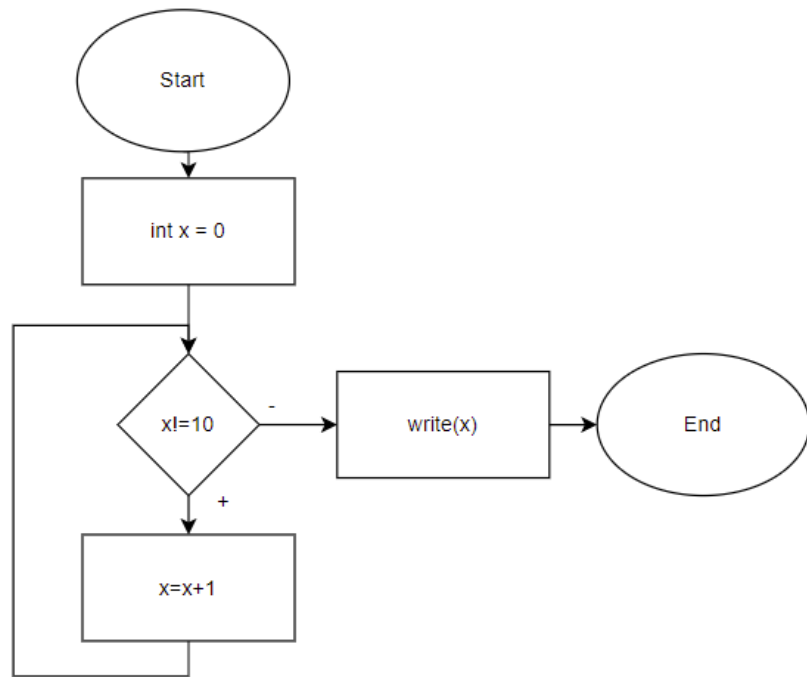 Start
int x = 0
x!=10
-
write(x)
End
+
x=x+1